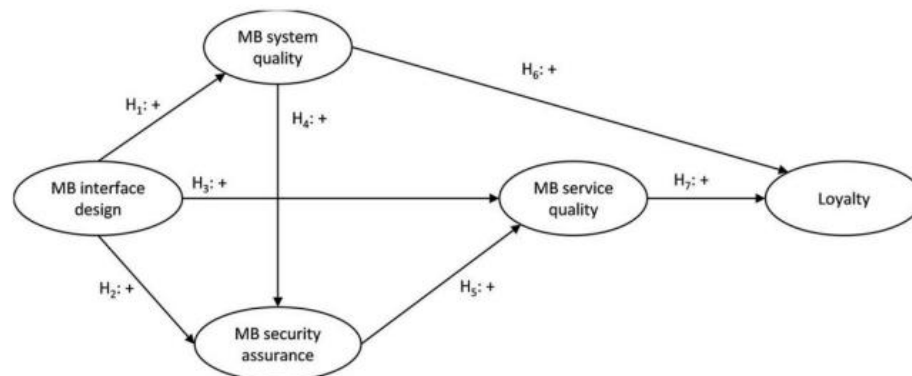 MB system
quality
H₁: +
H₄: +
H₆: +
MB interface
design
H₃: +
MB service
quality
H₇: +
Loyalty
H₂: +
H₅: +
MB security
assurance